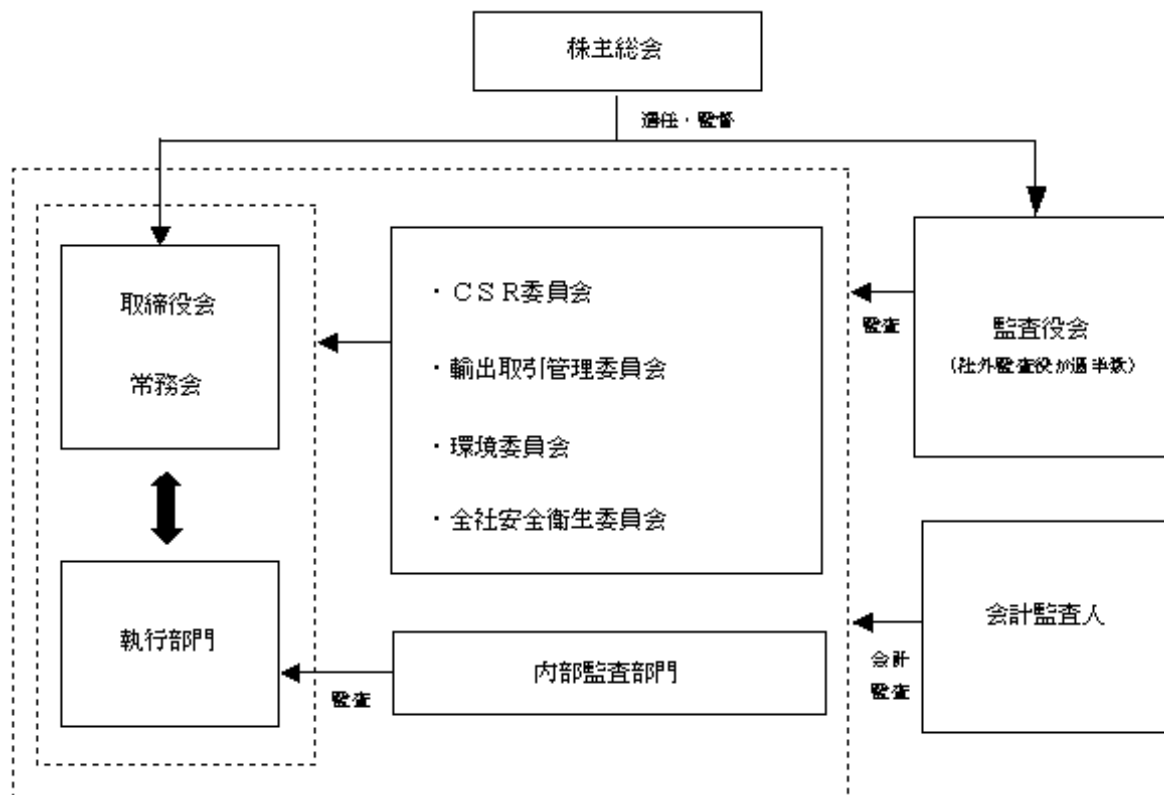 株主総会
選任・監督
取締役会
常務会
・ＣＳＲ委員会
・輸出取引管理委員会
・環境委員会
・全社安全衛生委員会
監査
監査役会
（社外監査役が過半数）
執行部門
監査
内部監査部門
会計
監査
会計監査人